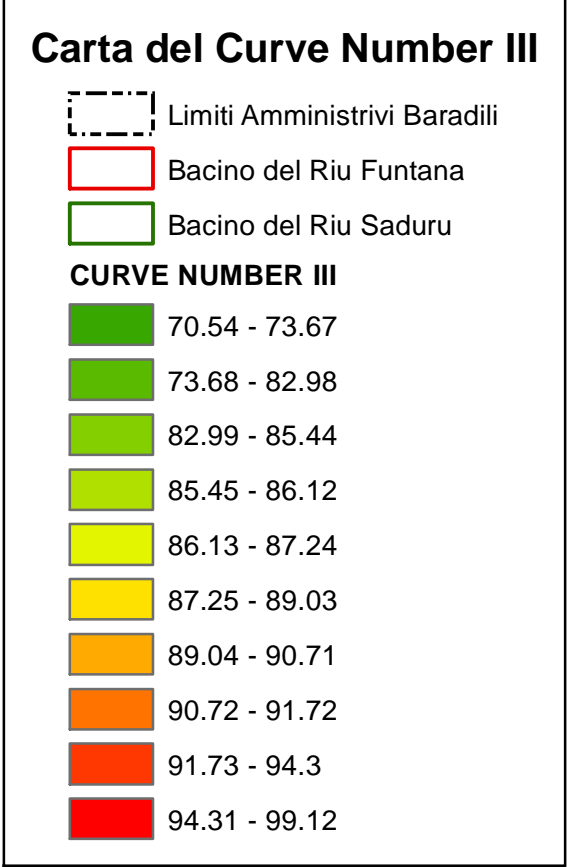 Carta del Curve Number III
Limiti Amministrivi Baradili
Bacino del Riu Funtana
Bacino del Riu Saduru
CURVE NUMBER III
70.54 - 73.67
73.68 - 82.98
82.99 - 85.44
85.45 - 86.12
86.13 - 87.24
87.25 - 89.03
89.04 - 90.71
90.72 - 91.72
91.73 - 94.3
94.31 - 99.12